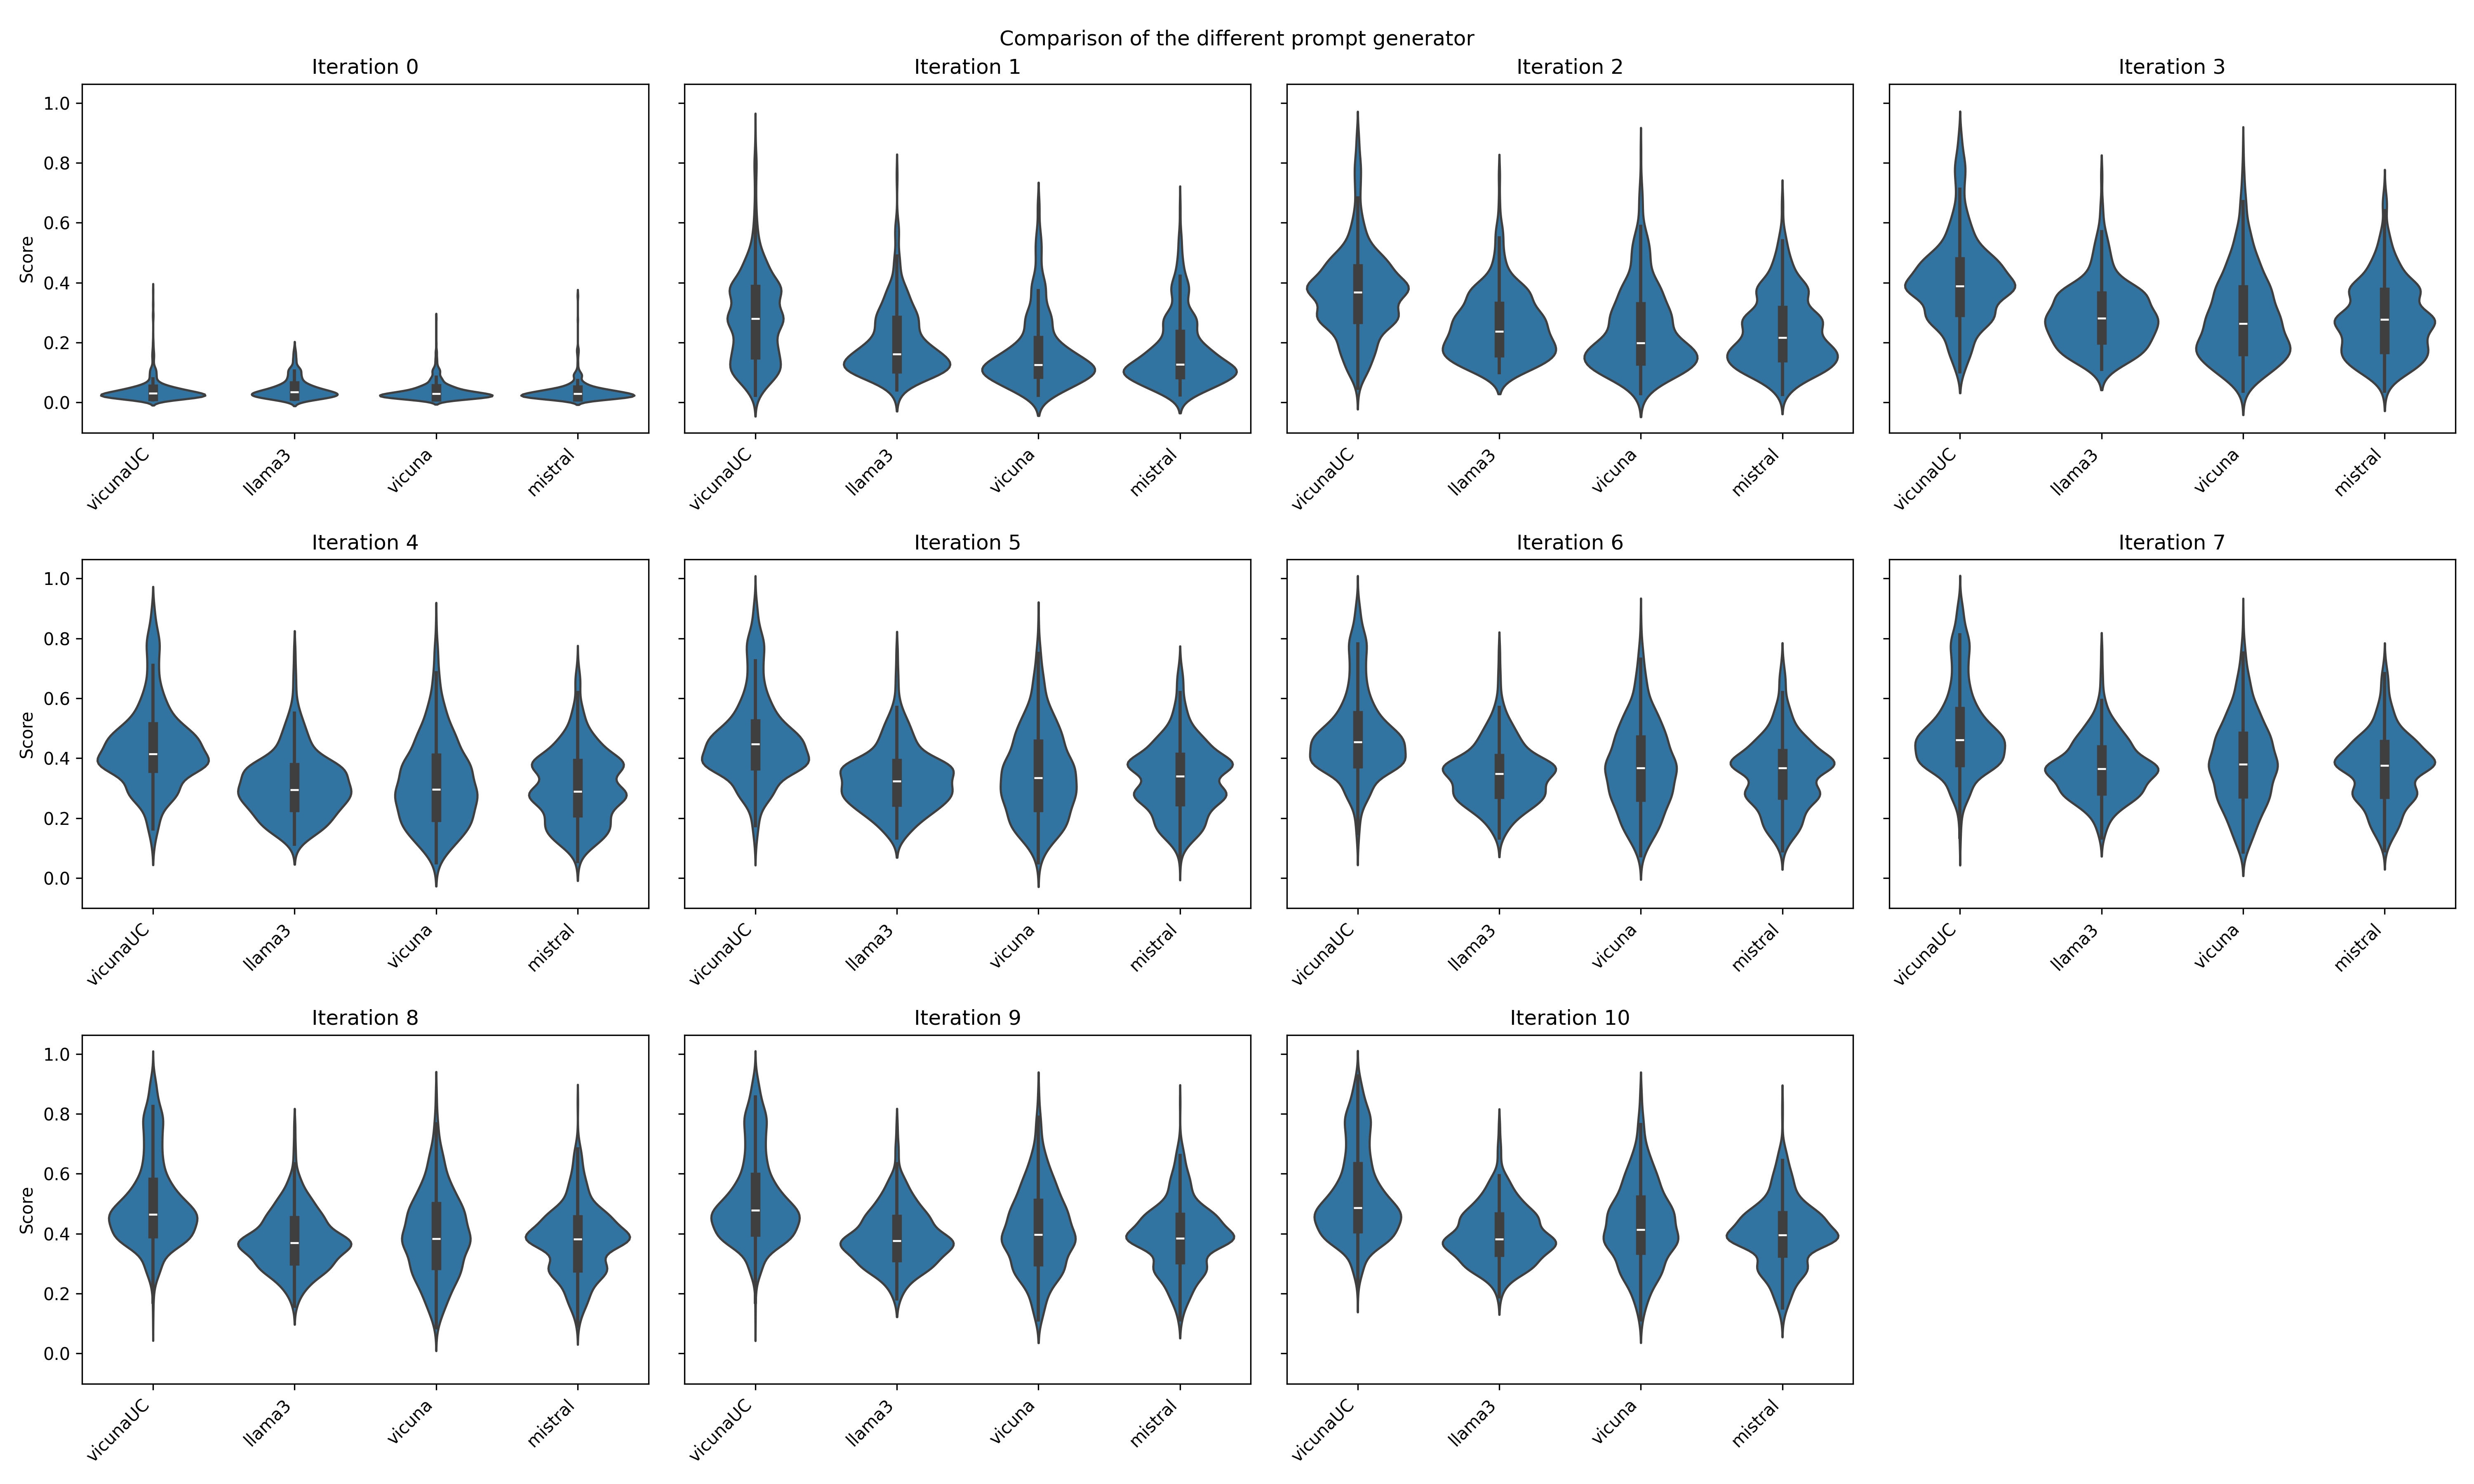 Comparison of the different prompt generator
Iteration 0
Iteration 1
Iteration 2
Iteration 3
Score
1.0
0.8
0.6
0.4
0.2
0.0
vicunaUC
llama3
vicuna
mistral
vicunaUC
llama3
vicuna
mistral
vicunaUC
llama3
vicuna
mistral
vicunaUC
llama3
vicuna
mistral
Iteration 4
Iteration 5
Iteration 6
Iteration 7
Score
1.0
0.8
0.6
0.4
0.2
0.0
vicunaUC
llama3
vicuna
mistral
vicunaUC
llama3
vicuna
mistral
vicunaUC
llama3
vicuna
mistral
vicunaUC
llama3
vicuna
mistral
Iteration 8
Iteration 9
Iteration 10
Score
1.0
0.8
0.6
0.4
0.2
0.0
vicunaUC
llama3
vicuna
mistral
vicunaUC
llama3
vicuna
mistral
vicunaUC
llama3
vicuna
mistral